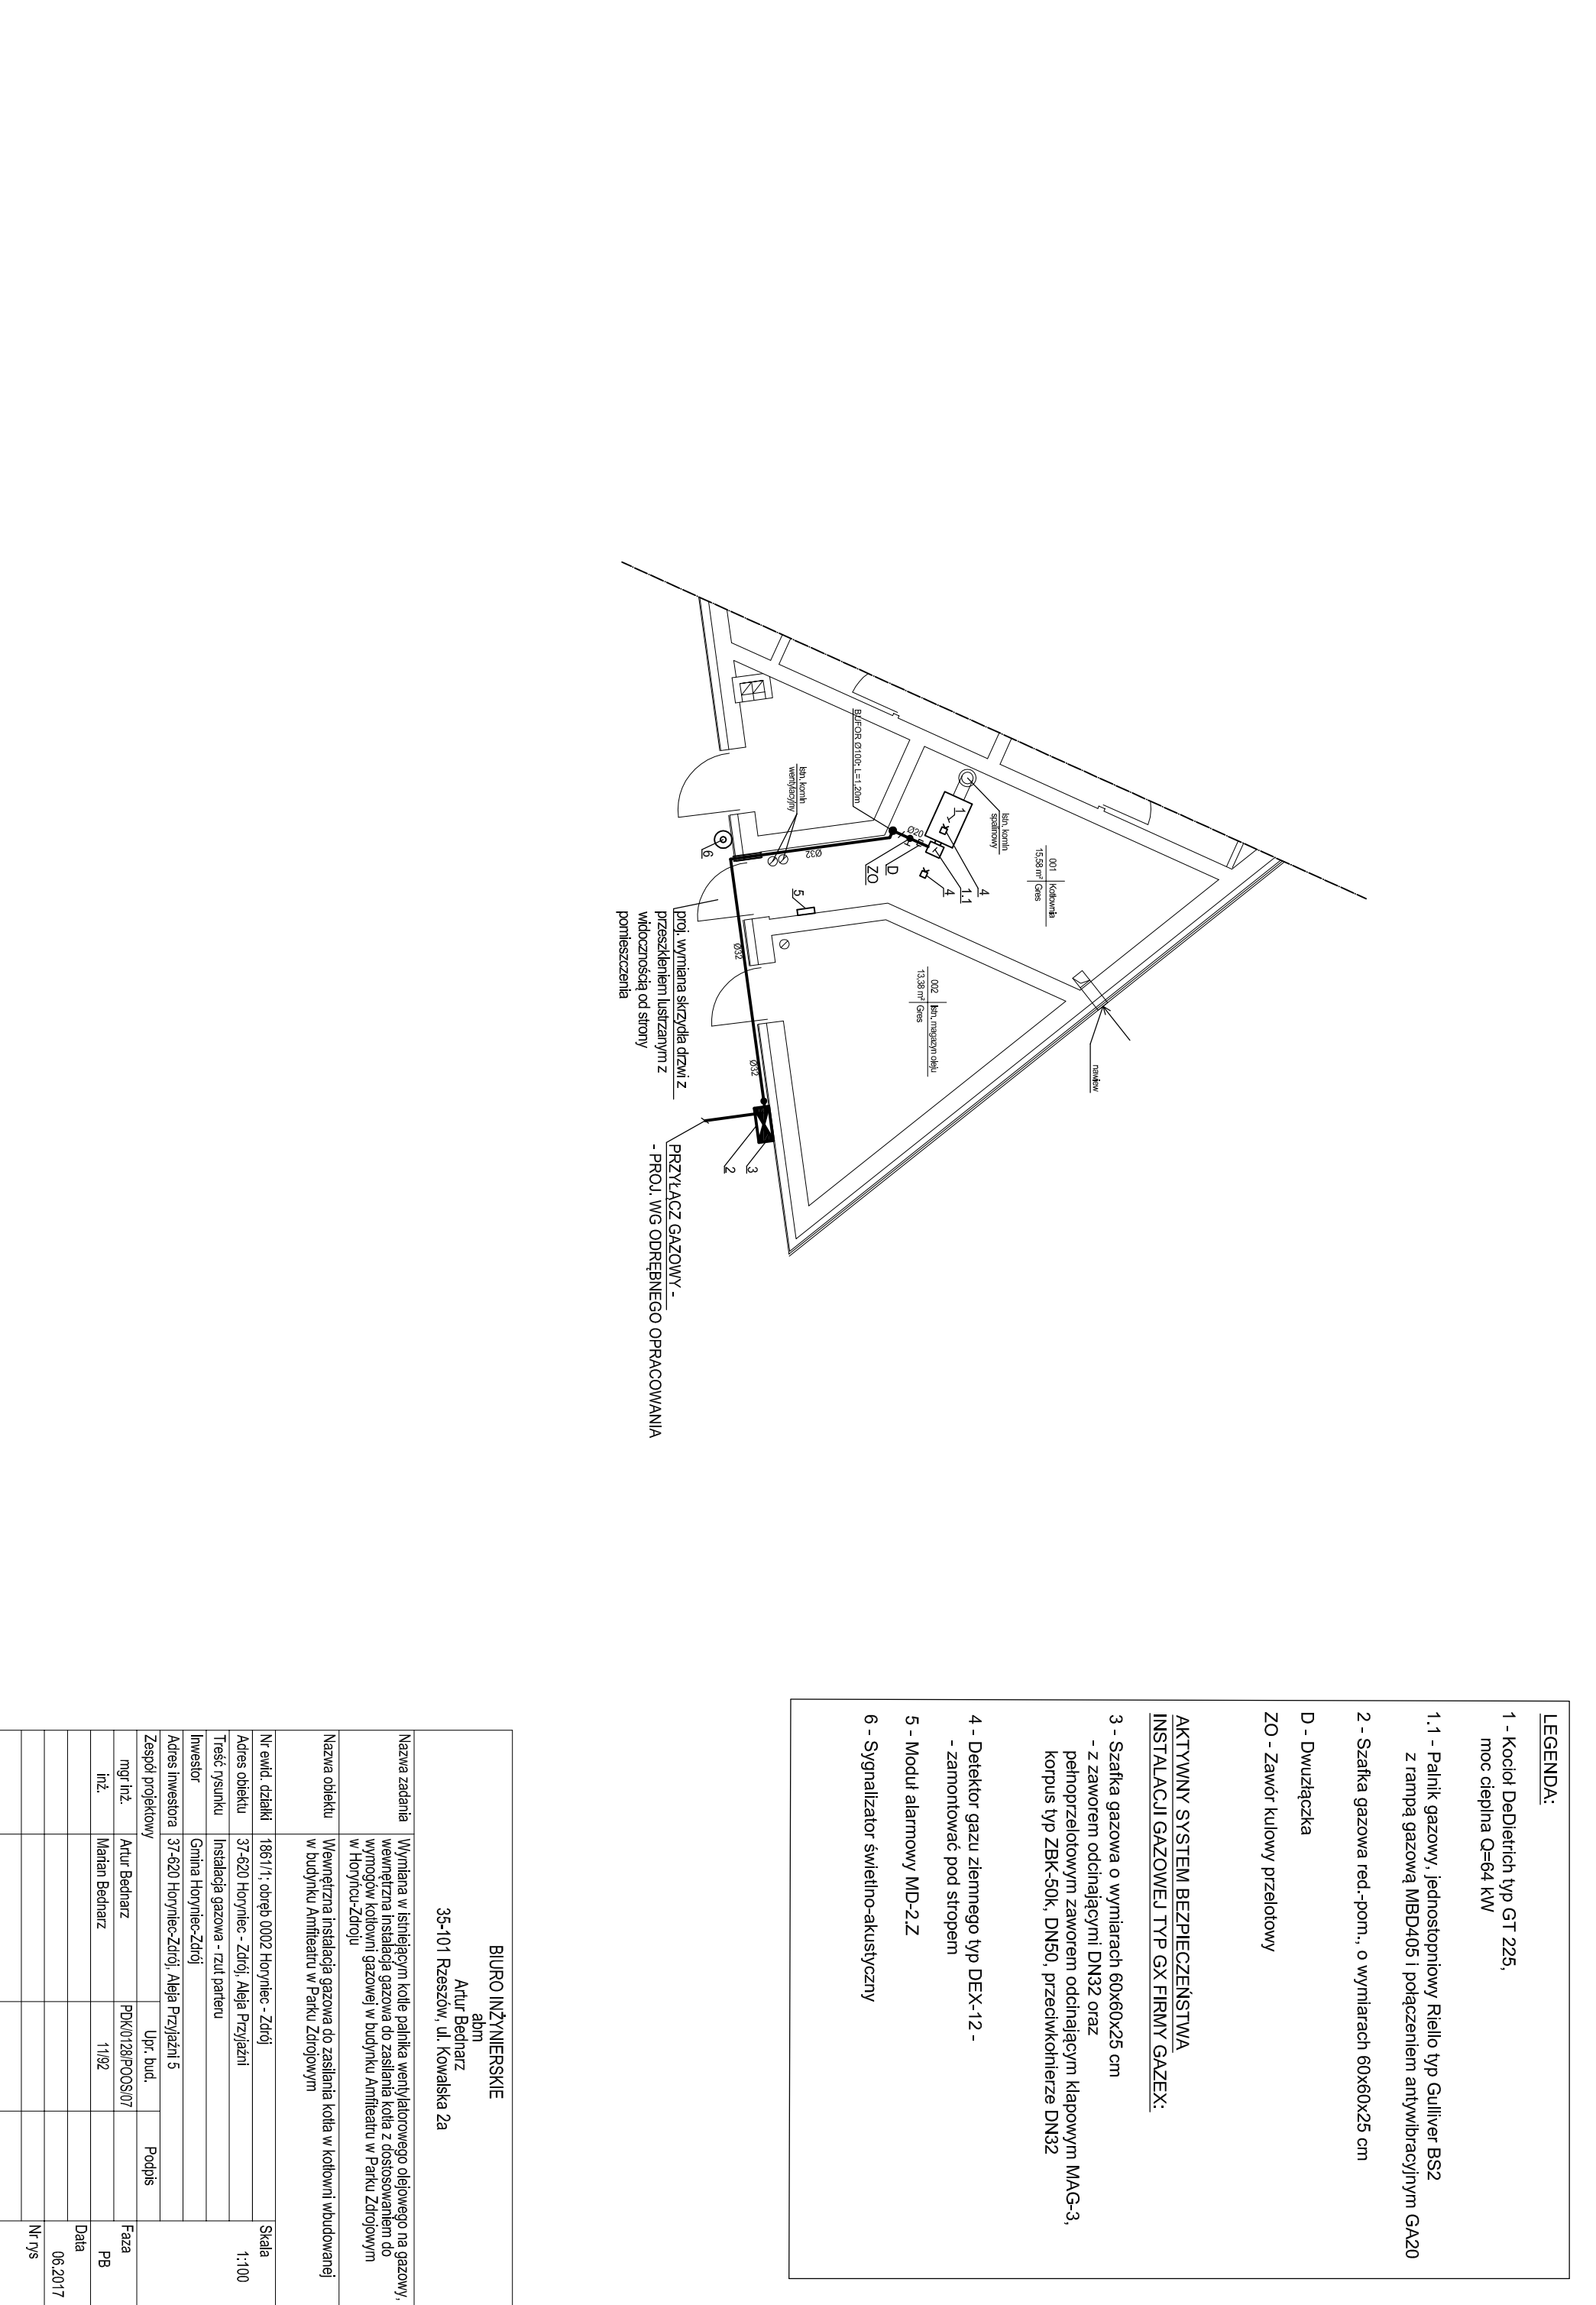 LEGENDA:
1 - Kocioł DeDietrich typ GT 225,
moc cieplna Q=64 kW
1.1 - Palnik gazowy, jednostopniowy Riello typ Gulliver BS2
z rampą gazową MBD405 i połączeniem antywibracyjnym GA20
2 - Szafka gazowa red.-pom., o wymiarach 60x60x25 cm
D - Dwuzłączka
ZO - Zawór kulowy przelotowy
AKTYWNY SYSTEM BEZPIECZEŃSTWA
INSTALACJI GAZOWEJ TYP GX FIRMY GAZEX:
3 - Szafka gazowa o wymiarach 60x60x25 cm
- z zaworem odcinającymi DN32 oraz
pełnoprzelotowym zaworem odcinającym klapowym MAG-3,
korpus typ ZBK-50k, DN50, przeciwkołnierze DN32
4 - Detektor gazu ziemnego typ DEX-12 -
- zamontować pod stropem
5 - Moduł alarmowy MD-2.Z
6 - Sygnalizator świetlno-akustyczny
nawiew
001 Kotłownia
15,58 m² Gres
Istn. komin
spalinowy
4
1.1
1
4
002 Istn. magazyn oleju
13,38 m² Gres
Ø20
D
ZO
BUFOR Ø100; L=1,20m
Ø32
5
Istn. komin
wentylacyjny
6
Ø32
Ø32
3
2
proj. wymiana skrzydła drzwi z
przeszkleniem lustrzanym z
widocznością od strony
pomieszczenia
PRZYŁĄCZ GAZOWY -
- PROJ. WG ODRĘBNEGO OPRACOWANIA
BIURO INŻYNIERSKIE
abm
Artur Bednarz
35-101 Rzeszów, ul. Kowalska 2a
Nazwa zadania Wymiana w istniejącym kotle palnika wentylatorowego olejowego na gazowy,
wewnętrzna instalacja gazowa do zasilania kotła z dostosowaniem do
wymogów kotłowni gazowej w budynku Amfiteatru w Parku Zdrojowym
w Horyńcu-Zdroju
Nazwa obiektu Wewnętrzna instalacja gazowa do zasilania kotła w kotłowni wbudowanej
w budynku Amfiteatru w Parku Zdrojowym
Nr ewid. działki 1861/1; obręb 0002 Horyniec - Zdrój Skala
Adres obiektu 37-620 Horyniec - Zdrój, Aleja Przyjaźni 1:100
Treść rysunku Instalacja gazowa - rzut parteru
Inwestor Gmina Horyniec-Zdrój
Adres inwestora 37-620 Horyniec-Zdrój, Aleja Przyjaźni 5
Zespół projektowy Upr. bud. Podpis
mgr inż. Artur Bednarz PDK/0128/POOS/07 Faza
inż. Marian Bednarz 11/92 PB
Data
06.2017
Nr rys